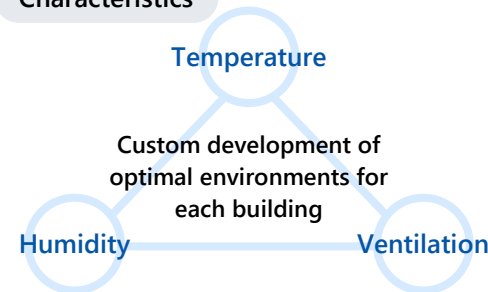 Characteristics
Temperature
Custom development of
optimal environments for
each building
Humidity
Ventilation